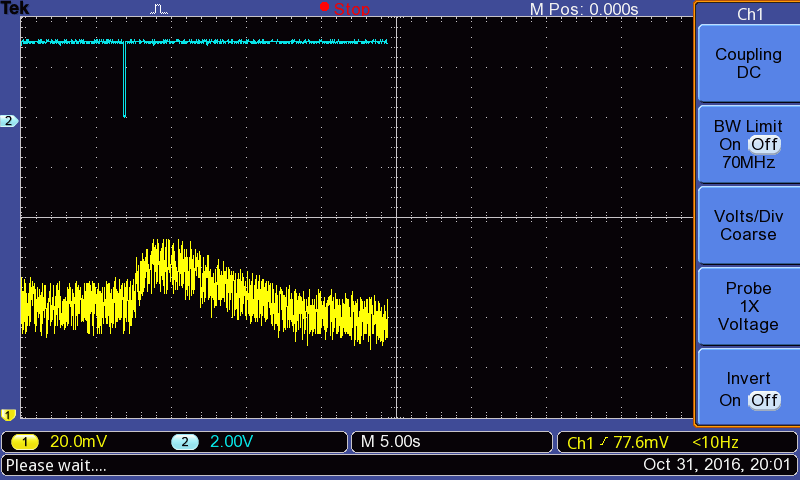 Tek Stop M Pos: 0.000s
Ch1
Coupling
DC
BW Limit
On Off
70MHz
Volts/Div
Coarse
Probe
1X
Voltage
Invert
On Off
2
1
1 20.0mV 2 2.00V M 5.00s Ch1 77.6mV <10Hz
Please wait.... Oct 31, 2016, 20:01